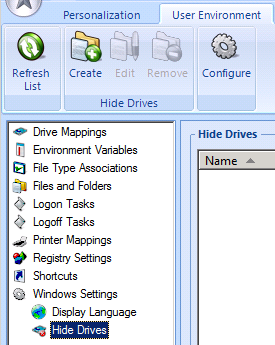 Personalization User Environment
Refresh List Create Edit Remove Configure
Hide Drives
Drive Mappings
Environment Variables
File Type Associations
Files and Folders
Logon Tasks
Logoff Tasks
Printer Mappings
Registry Settings
Shortcuts
Windows Settings
Display Language
Hide Drives
Hide Drives
Name